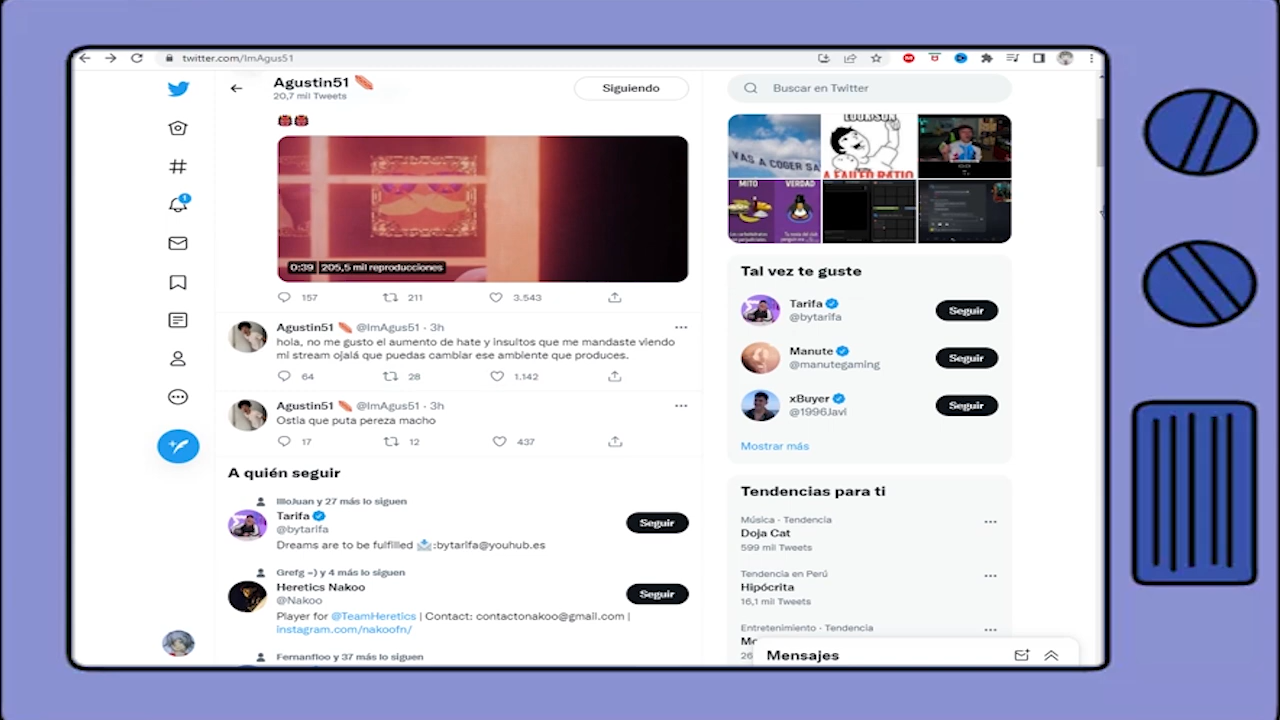 twitter.com/ImAgus51
Agustin51
20,7 mil Tweets
Siguiendo
Buscar en Twitter
0:39 205,5 mil reproducciones
157 211 3.543
Agustin51 @ImAgus51 · 3h
hola, no me gusto el aumento de hate y insultos que me mandaste viendo
mi stream ojalá que puedas cambiar ese ambiente que produces.
64 28 1.142
Agustin51 @ImAgus51 · 3h
Ostia que puta pereza macho
17 12 437
A quién seguir
IlloJuan y 27 más lo siguen
Tarifa
@bytarifa
Seguir
Dreams are to be fulfilled :bytarifa@youhub.es
Grefg =) y 4 más lo siguen
Heretics Nakoo
@Nakoo
Seguir
Player for @TeamHeretics | Contact: contactonakoo@gmail.com |
instagram.com/nakoofn/
Fernanfloo y 37 más lo siguen
VAS A COGER SA
A FAILED RATIO
MITO VERDAD
Tal vez te guste
Tarifa
@bytarifa
Seguir
Manute
@manutegaming
Seguir
xBuyer
@1996Javi
Seguir
Mostrar más
Tendencias para ti
Música · Tendencia
Doja Cat
599 mil Tweets
Tendencia en Perú
Hipócrita
16,1 mil Tweets
Entretenimiento · Tendencia
Mensajes